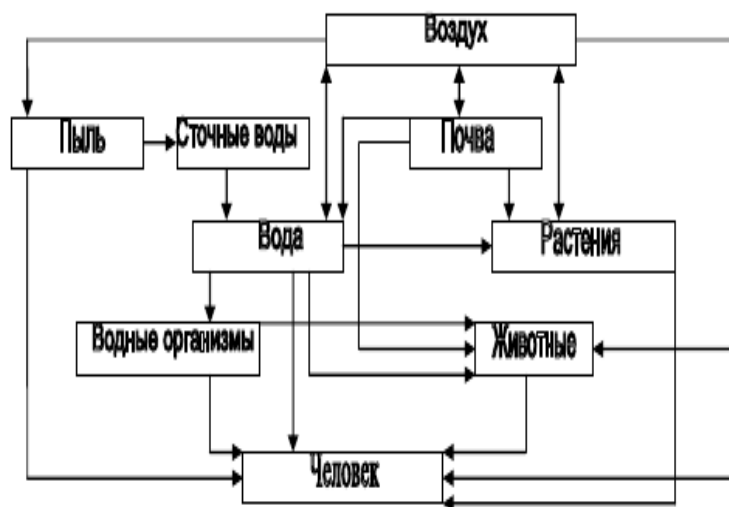 Воздух
Пыль
Сточные воды
Почва
Вода
Растения
Водные организмы
Животные
Человек